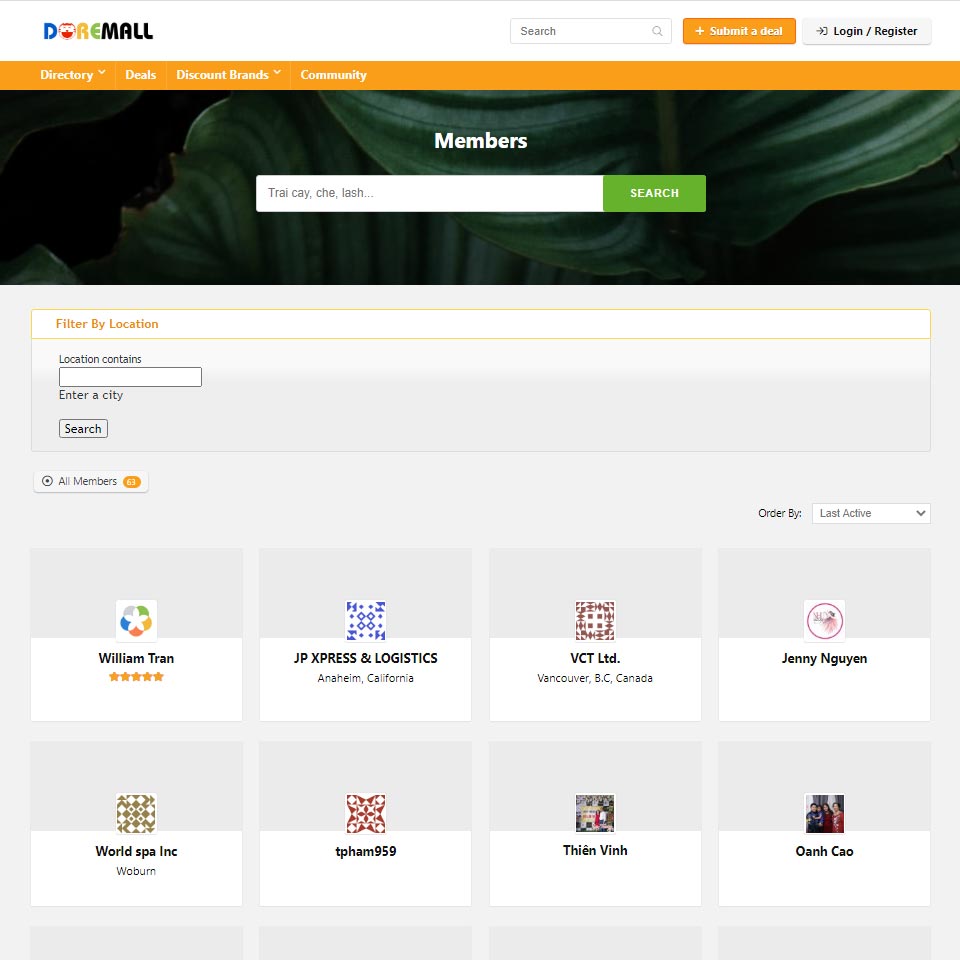 DOREMALL
Search
Submit a deal
Login / Register
Directory
Deals
Discount Brands
Community
Members
Trai cay, che, lash...
SEARCH
Filter By Location
Location contains
Enter a city
Search
All Members 63
Order By: Last Active
William Tran
JP XPRESS & LOGISTICS
Anaheim, California
VCT Ltd.
Vancouver, B.C, Canada
Jenny Nguyen
World spa Inc
Woburn
tpham959
Thiên Vinh
Oanh Cao